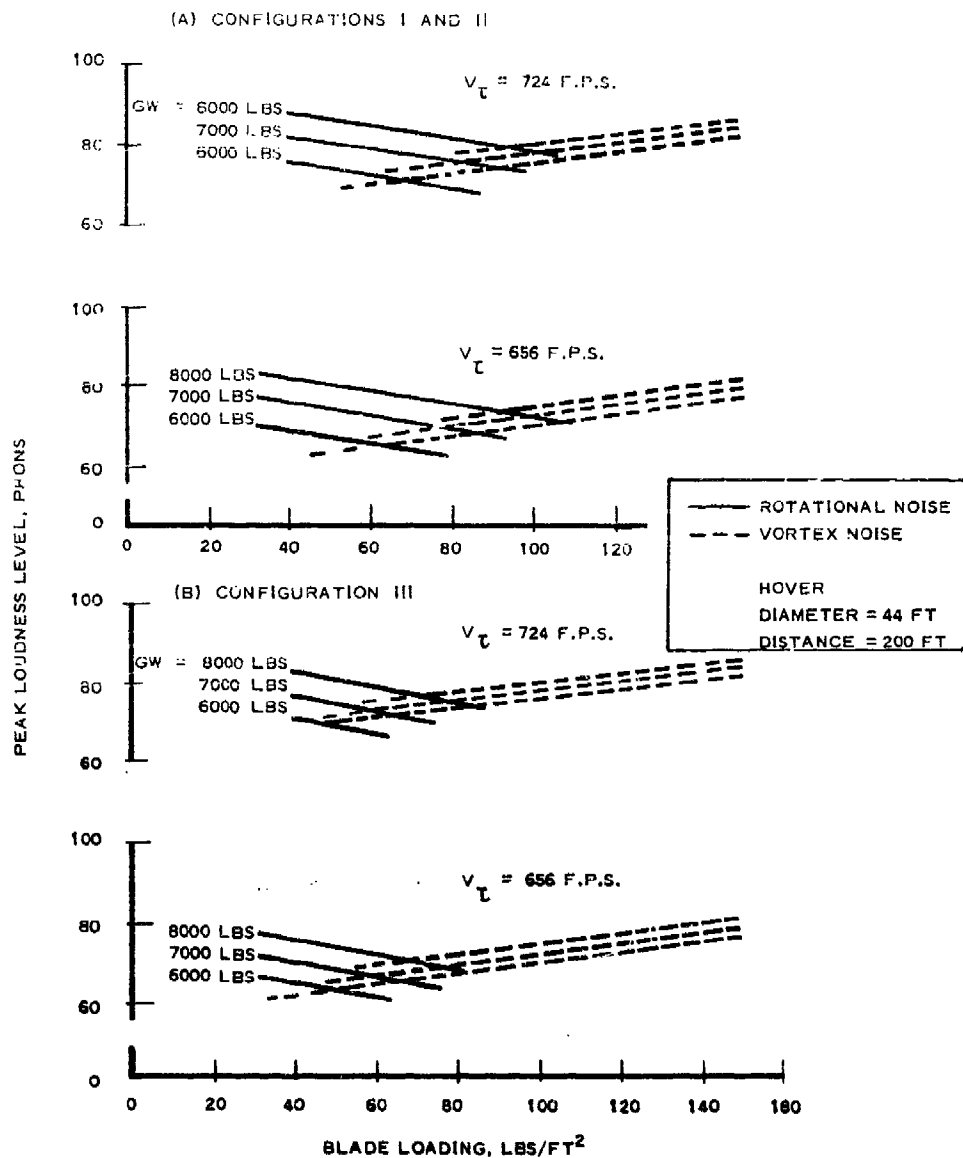 (A) CONFIGURATIONS I AND II
100
80
60
GW = 6000 LBS
7000 LBS
6000 LBS
V_τ = 724 F.P.S.
100
80
60
0
8000 LBS
7000 LBS
6000 LBS
V_τ = 656 F.P.S.
0 20 40 60 80 100 120
ROTATIONAL NOISE
VORTEX NOISE
HOVER
DIAMETER = 44 FT
DISTANCE = 200 FT
(B) CONFIGURATION III
100
80
60
GW = 8000 LBS
7000 LBS
6000 LBS
V_τ = 724 F.P.S.
100
80
60
0
8000 LBS
7000 LBS
6000 LBS
V_τ = 656 F.P.S.
0 20 40 60 80 100 120 140 160
BLADE LOADING, LBS/FT²
PEAK LOUDNESS LEVEL, PHONS